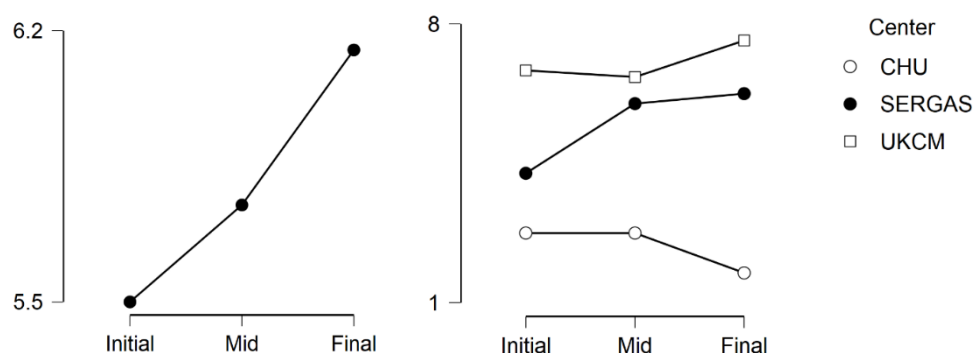 6.2
5.5
Initial Mid Final
8
1
Initial Mid Final
Center
CHU
SERGAS
UKCM